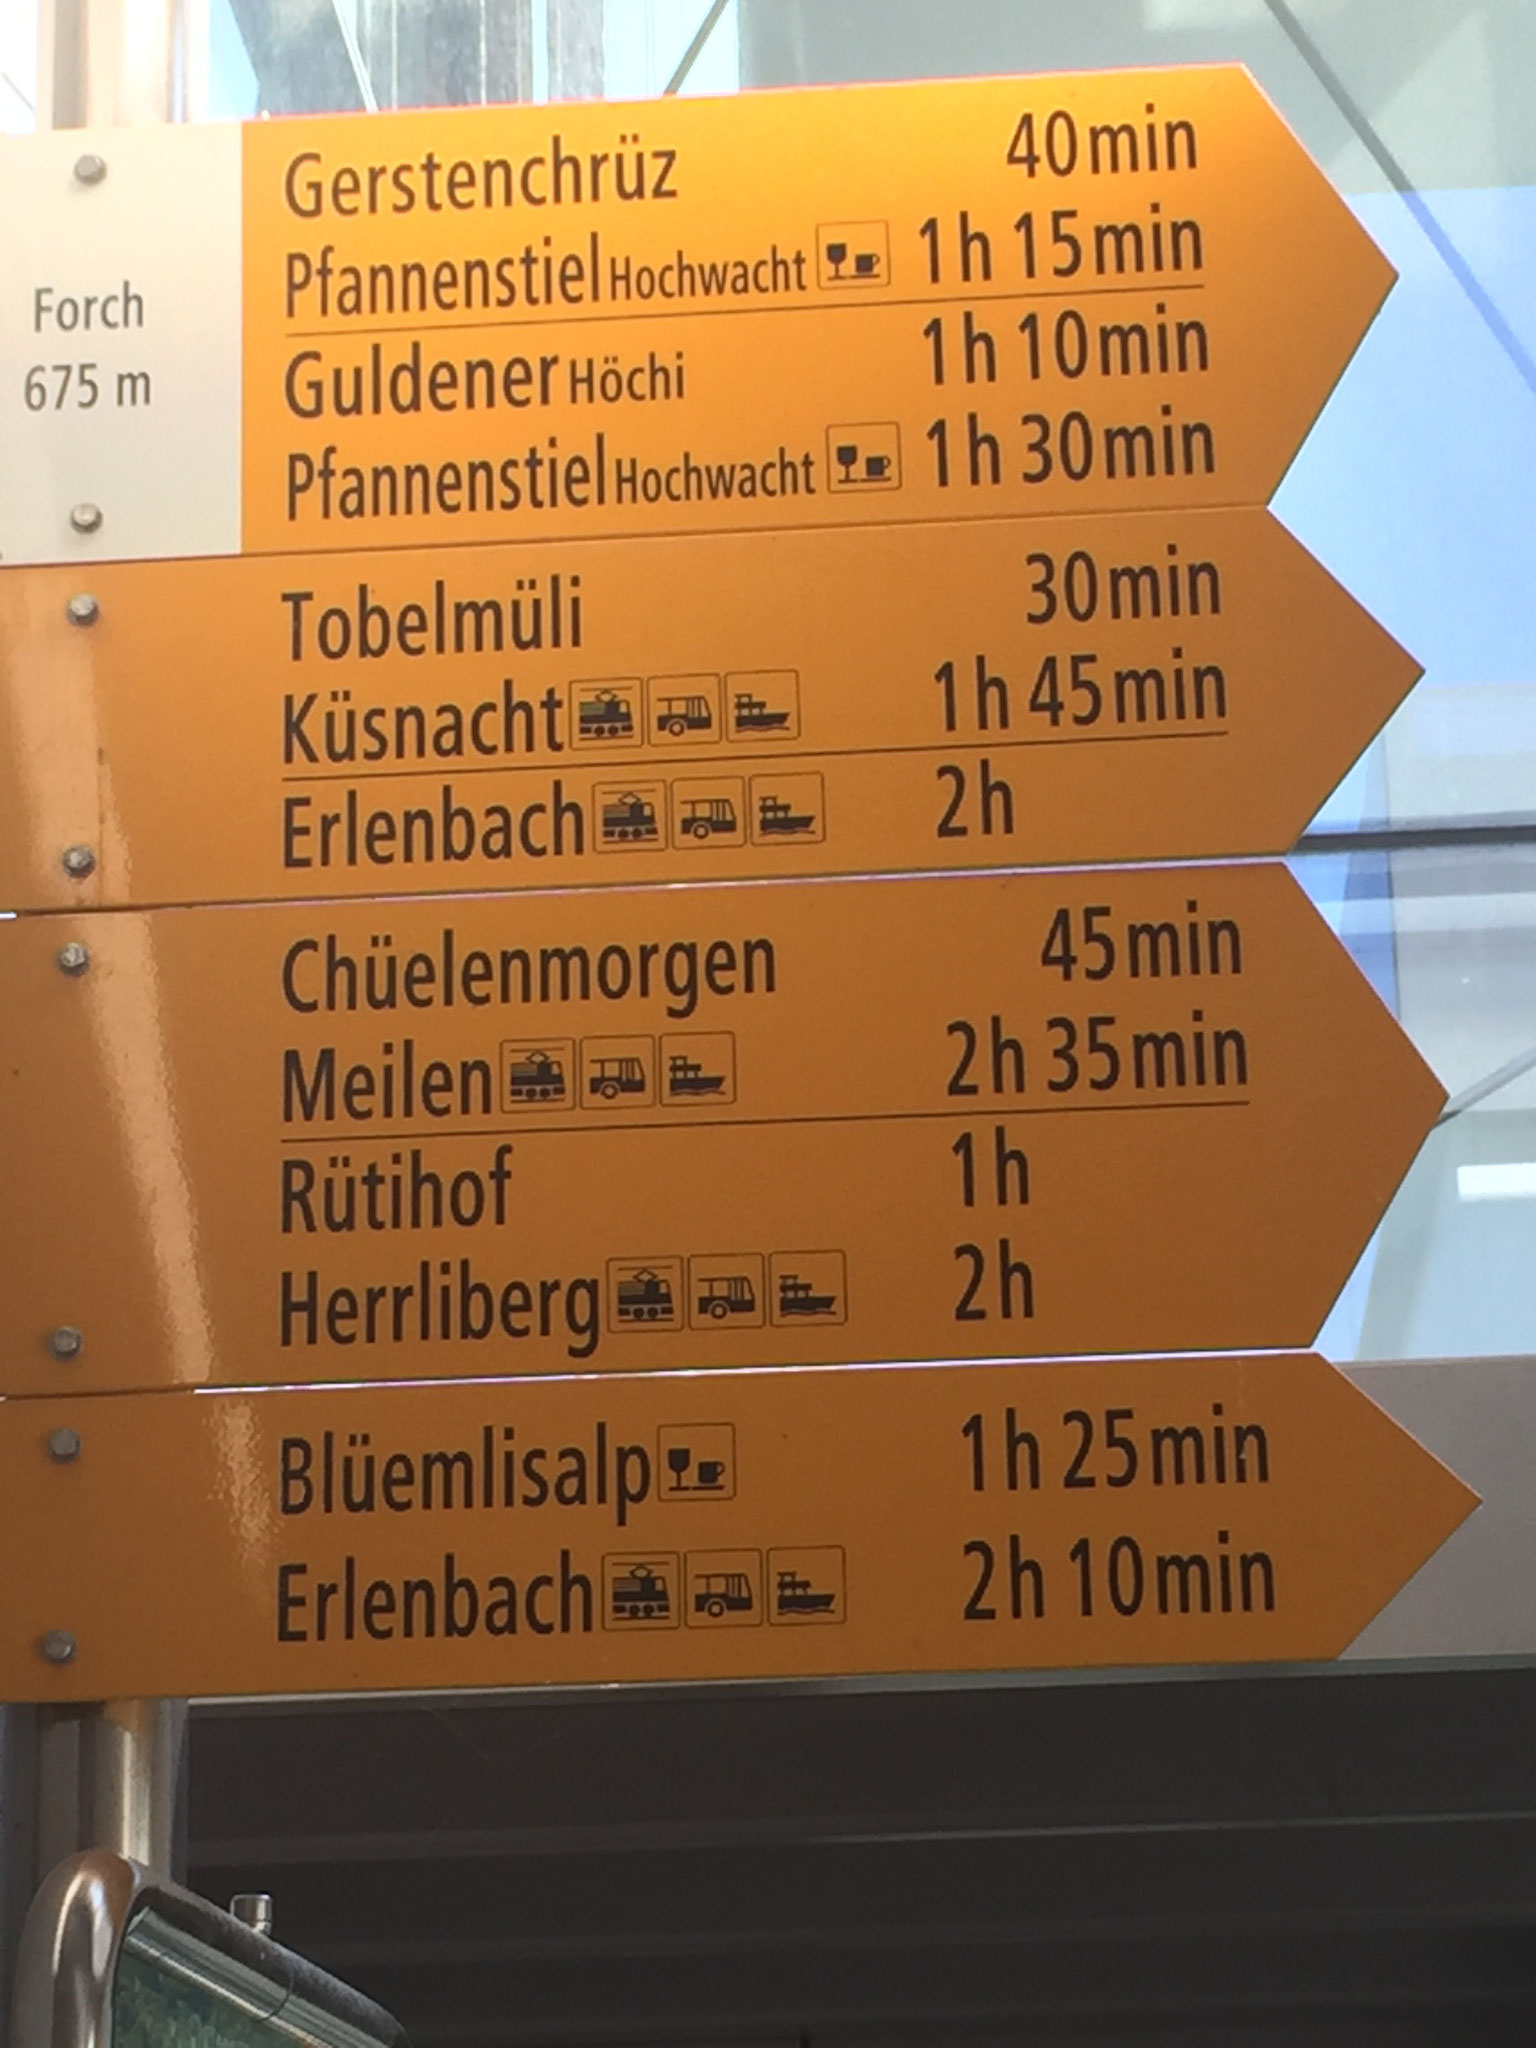 Forch
675 m
Gerstenchrüz 40min
Pfannenstiel Hochwacht 1h 15min
Guldener Höchi 1h 10min
Pfannenstiel Hochwacht 1h 30min
Tobelmüli 30min
Küsnacht 1h 45min
Erlenbach 2h
Chüelenmorgen 45min
Meilen 2h 35min
Rütihof 1h
Herrliberg 2h
Blüemlisalp 1h 25min
Erlenbach 2h 10min